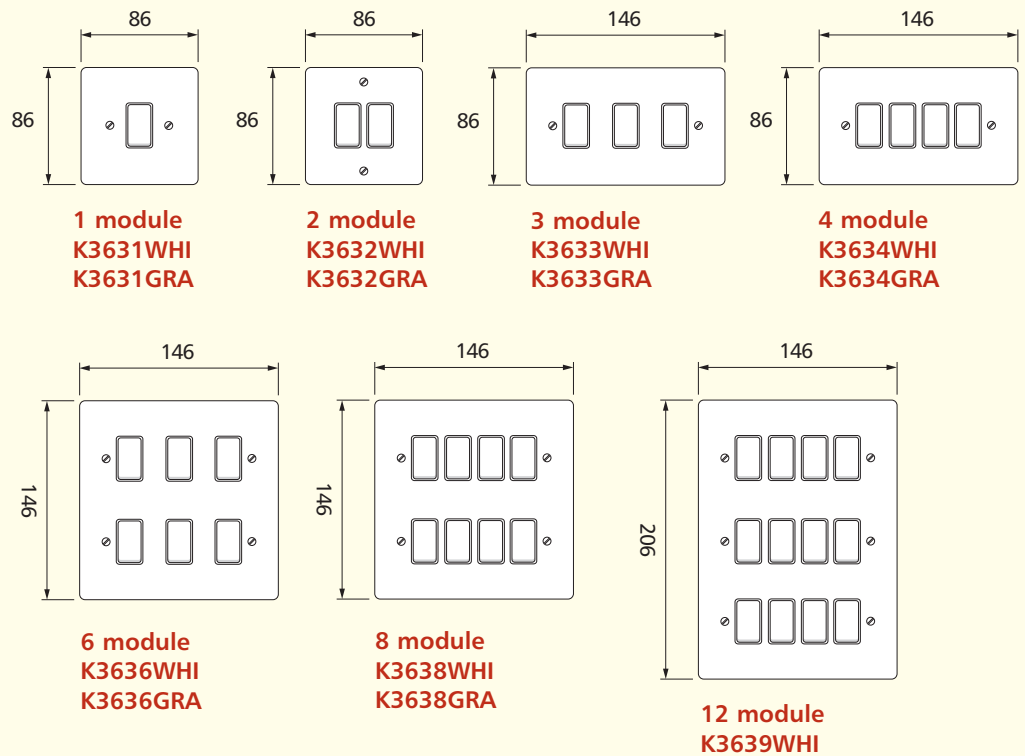 86
86
146
146
86
86
86
86
1 module
K3631WHI
K3631GRA
2 module
K3632WHI
K3632GRA
3 module
K3633WHI
K3633GRA
4 module
K3634WHI
K3634GRA
146
146
146
146
146
206
6 module
K3636WHI
K3636GRA
8 module
K3638WHI
K3638GRA
12 module
K3639WHI